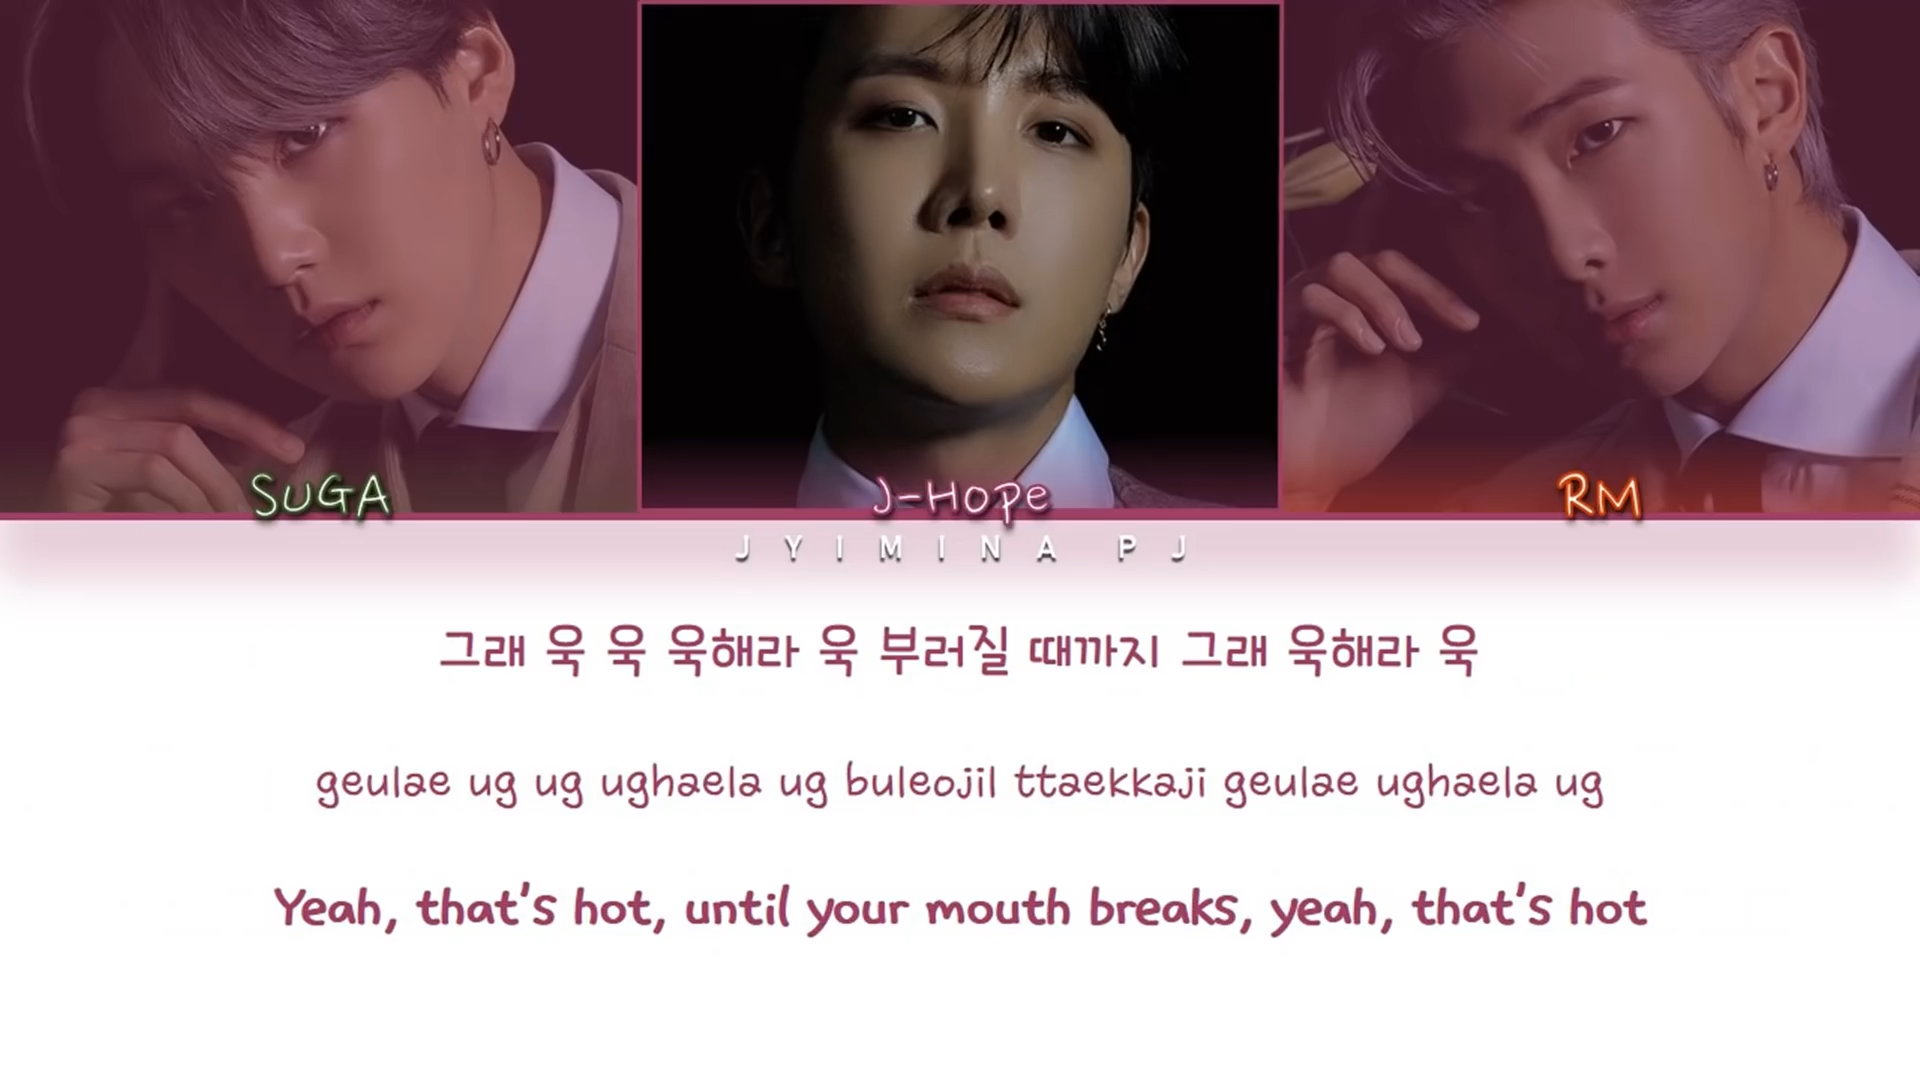 SUGA
J-Hope
RM
JYIMINA PJ
그래 욱 욱 욱해라 욱 부러질 때까지 그래 욱해라 욱
geulae ug ug ughaela ug buleojil ttaekkaji geulae ughaela ug
Yeah, that's hot, until your mouth breaks, yeah, that's hot